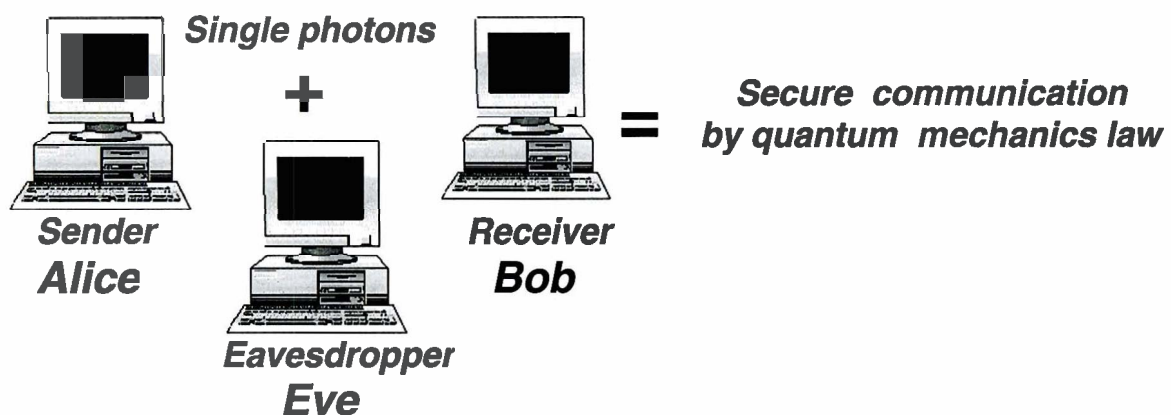 Single photons
+
=
Secure communication
by quantum mechanics law
Sender
Alice
Receiver
Bob
Eavesdropper
Eve